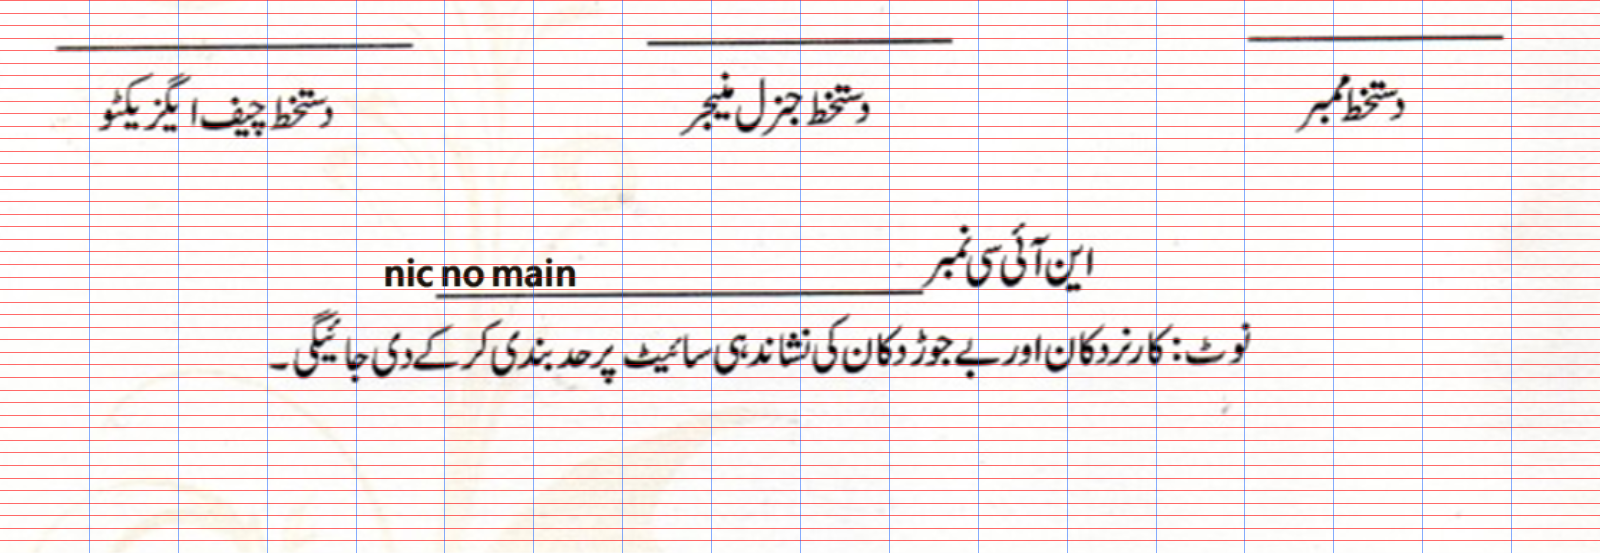 دستخط ممبر دستخط جنرل منیجر دستخط چیف ایگزیکٹو
این آئی سی نمبر nic no main
نوٹ: کارنر دکان اور بے جوڑ دکان کی نشاندہی سائیٹ پر حد بندی کر کے دی جائیگی۔